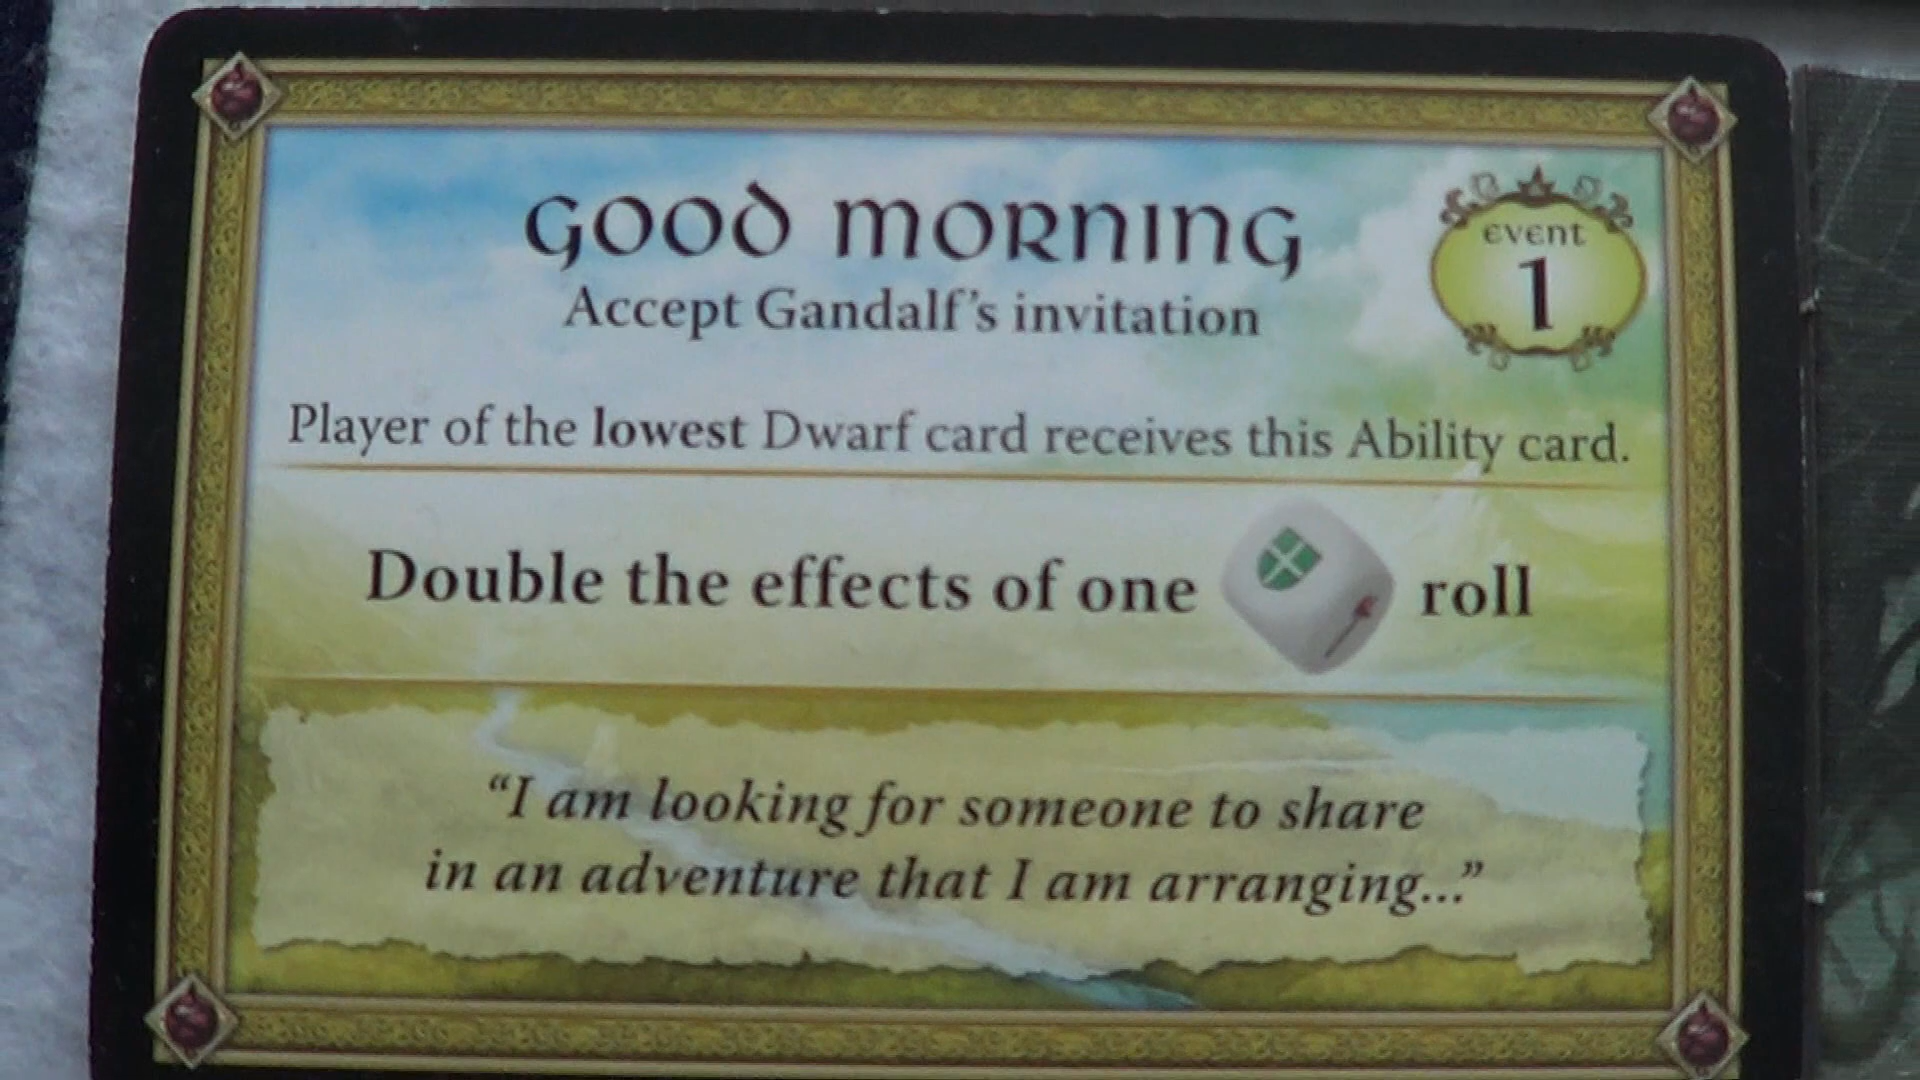 GOOD MORNING
Accept Gandalf's invitation
EVENT
1
Player of the lowest Dwarf card receives this Ability card.
Double the effects of one roll
“I am looking for someone to share
in an adventure that I am arranging...”